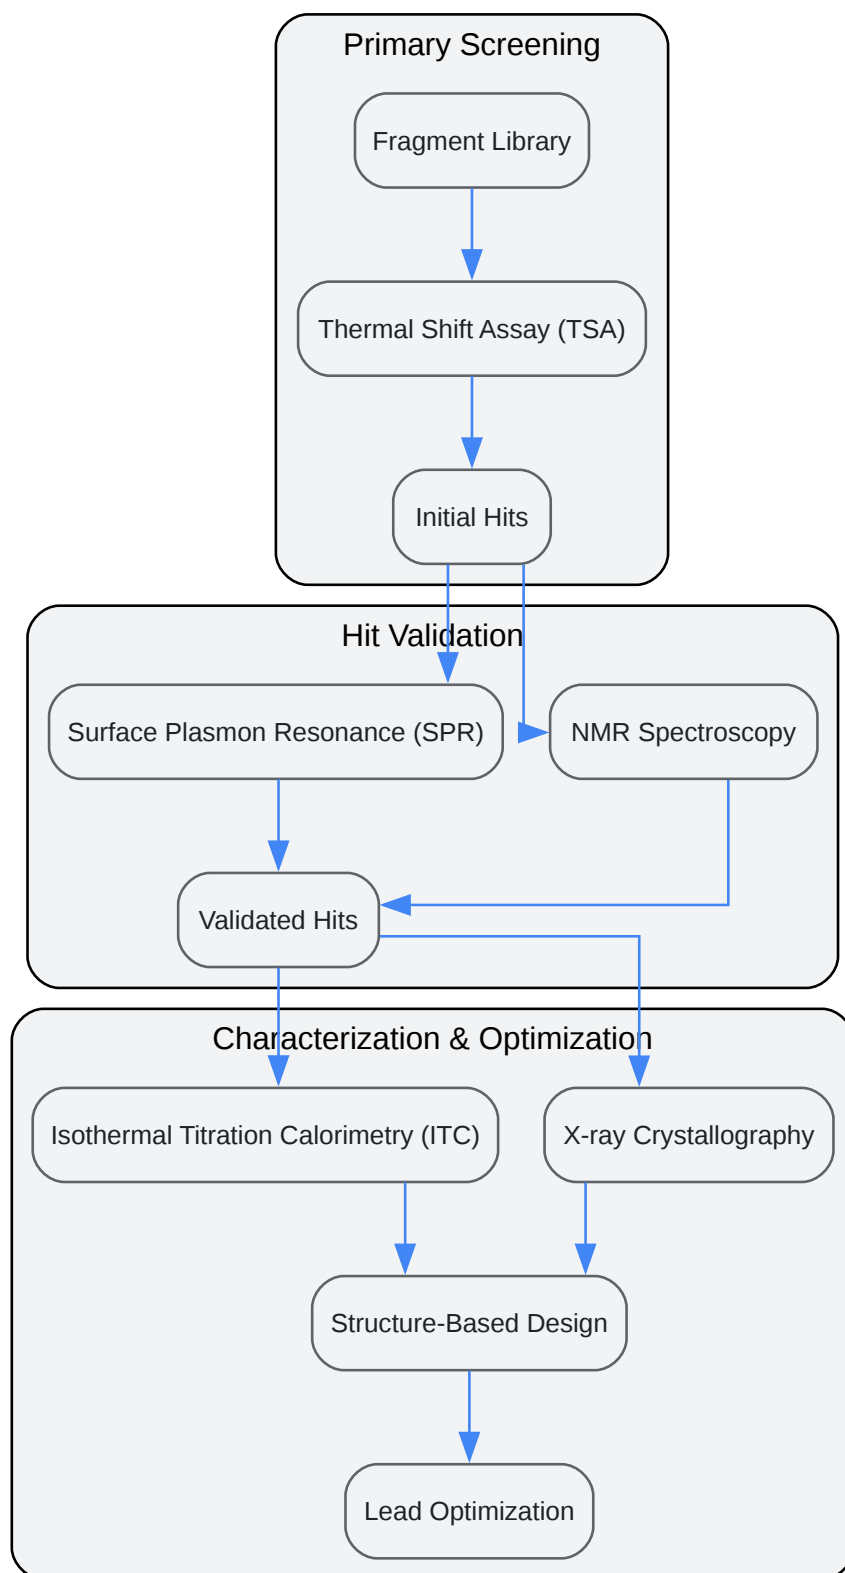 Primary Screening
Fragment Library
Thermal Shift Assay (TSA)
Initial Hits
Hit Validation
Surface Plasmon Resonance (SPR)
NMR Spectroscopy
Validated Hits
Characterization & Optimization
Isothermal Titration Calorimetry (ITC)
X-ray Crystallography
Structure-Based Design
Lead Optimization